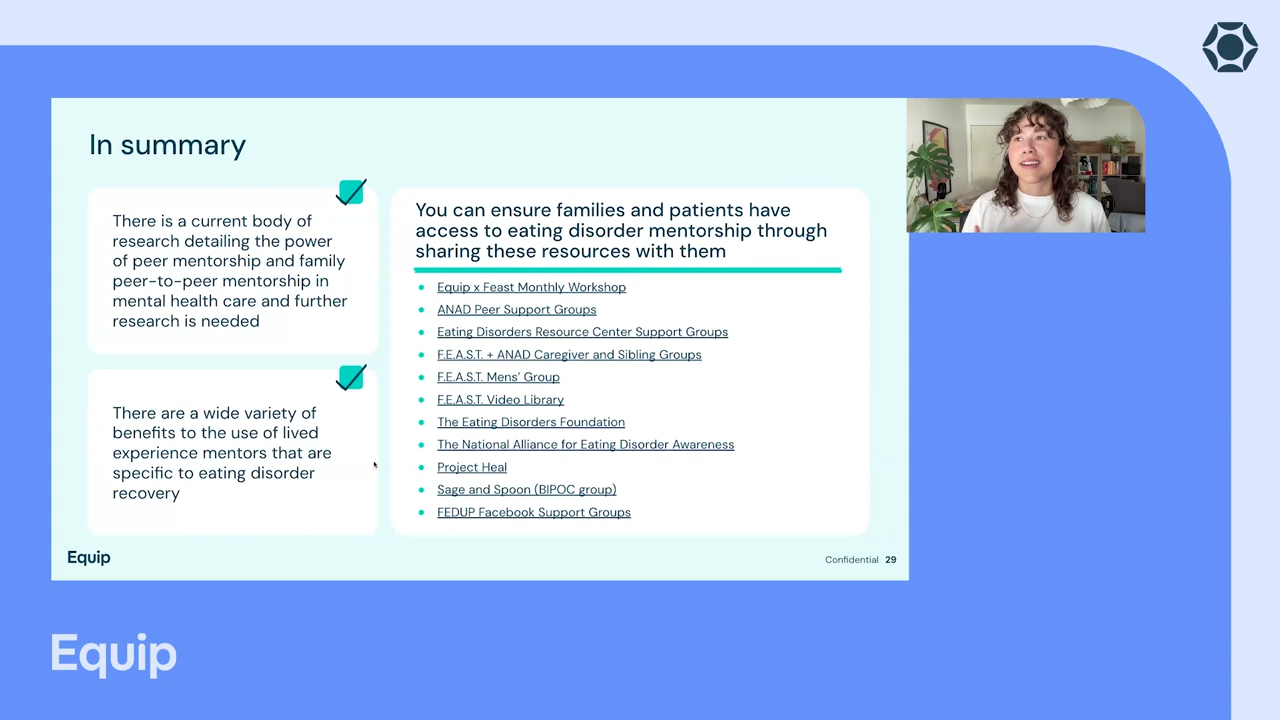 In summary
There is a current body of
research detailing the power
of peer mentorship and family
peer-to-peer mentorship in
mental health care and further
research is needed
There are a wide variety of
benefits to the use of lived
experience mentors that are
specific to eating disorder
recovery
You can ensure families and patients have
access to eating disorder mentorship through
sharing these resources with them
Equip x Feast Monthly Workshop
ANAD Peer Support Groups
Eating Disorders Resource Center Support Groups
F.E.A.S.T. + ANAD Caregiver and Sibling Groups
F.E.A.S.T. Mens' Group
F.E.A.S.T. Video Library
The Eating Disorders Foundation
The National Alliance for Eating Disorder Awareness
Project Heal
Sage and Spoon (BIPOC group)
FEDUP Facebook Support Groups
Equip
Confidential 29
Equip